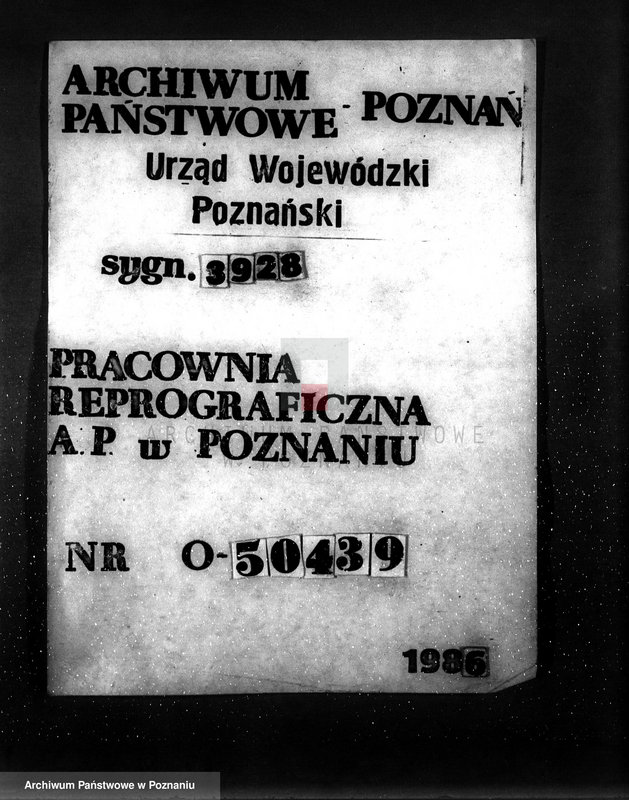 ARCHIWUM
PAŃSTWOWE - POZNAŃ
Urząd Wojewódzki
Poznański
sygn. 3928
PRACOWNIA
REPROGRAFICZNA
A.P. w POZNANIU
NR O-50439
1986
Archiwum Państwowe w Poznaniu